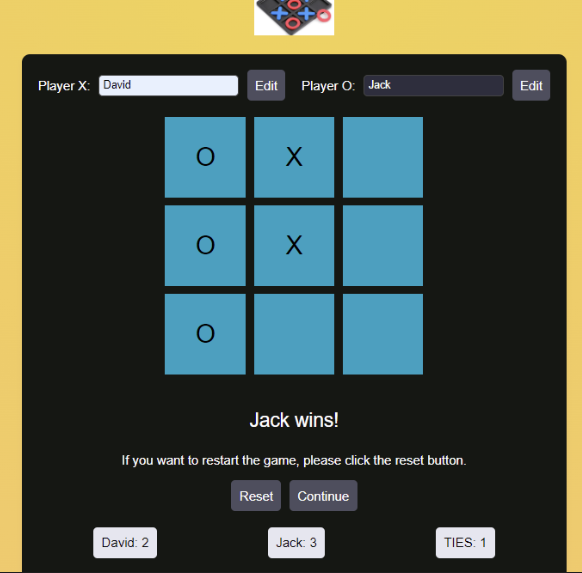 Player X: David Edit Player O: Jack Edit
O X
O X
O
Jack wins!
If you want to restart the game, please click the reset button.
Reset Continue
David: 2 Jack: 3 TIES: 1